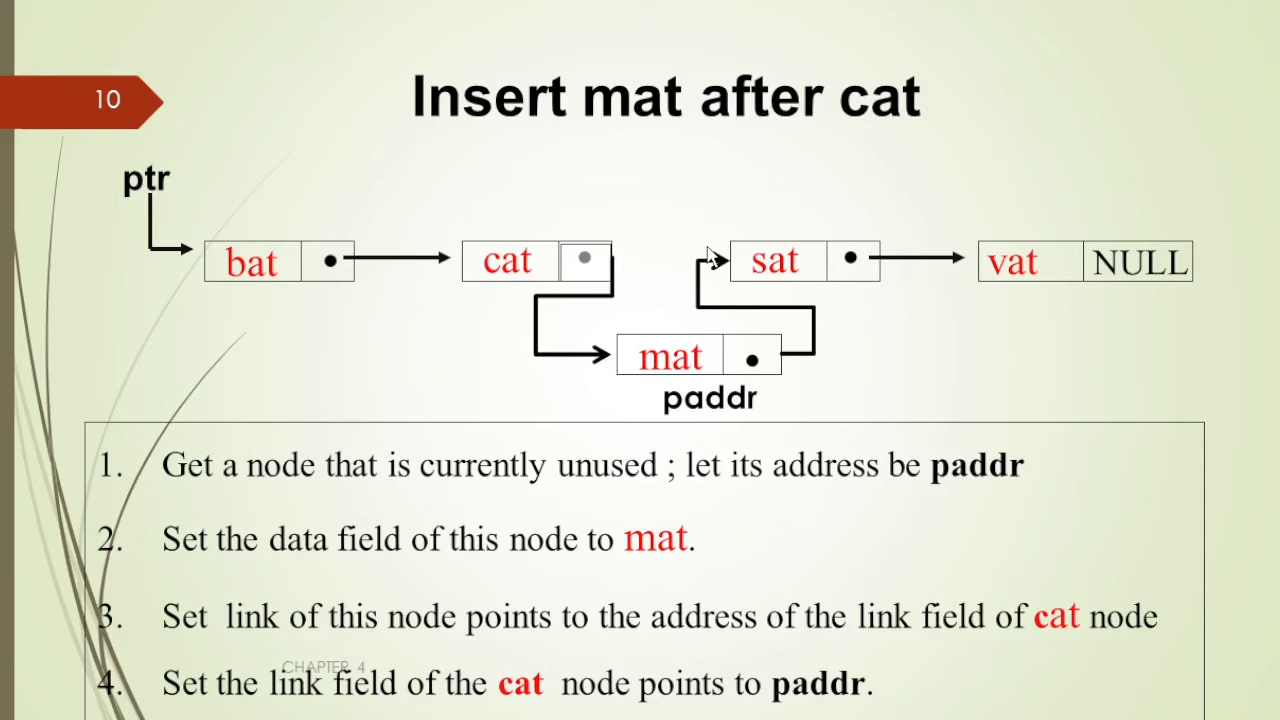 10
Insert mat after cat
ptr
bat
cat
sat
vat NULL
mat
paddr
1. Get a node that is currently unused ; let its address be paddr
2. Set the data field of this node to mat.
3. Set link of this node points to the address of the link field of cat node
CHAPTER 4
4. Set the link field of the cat node points to paddr.